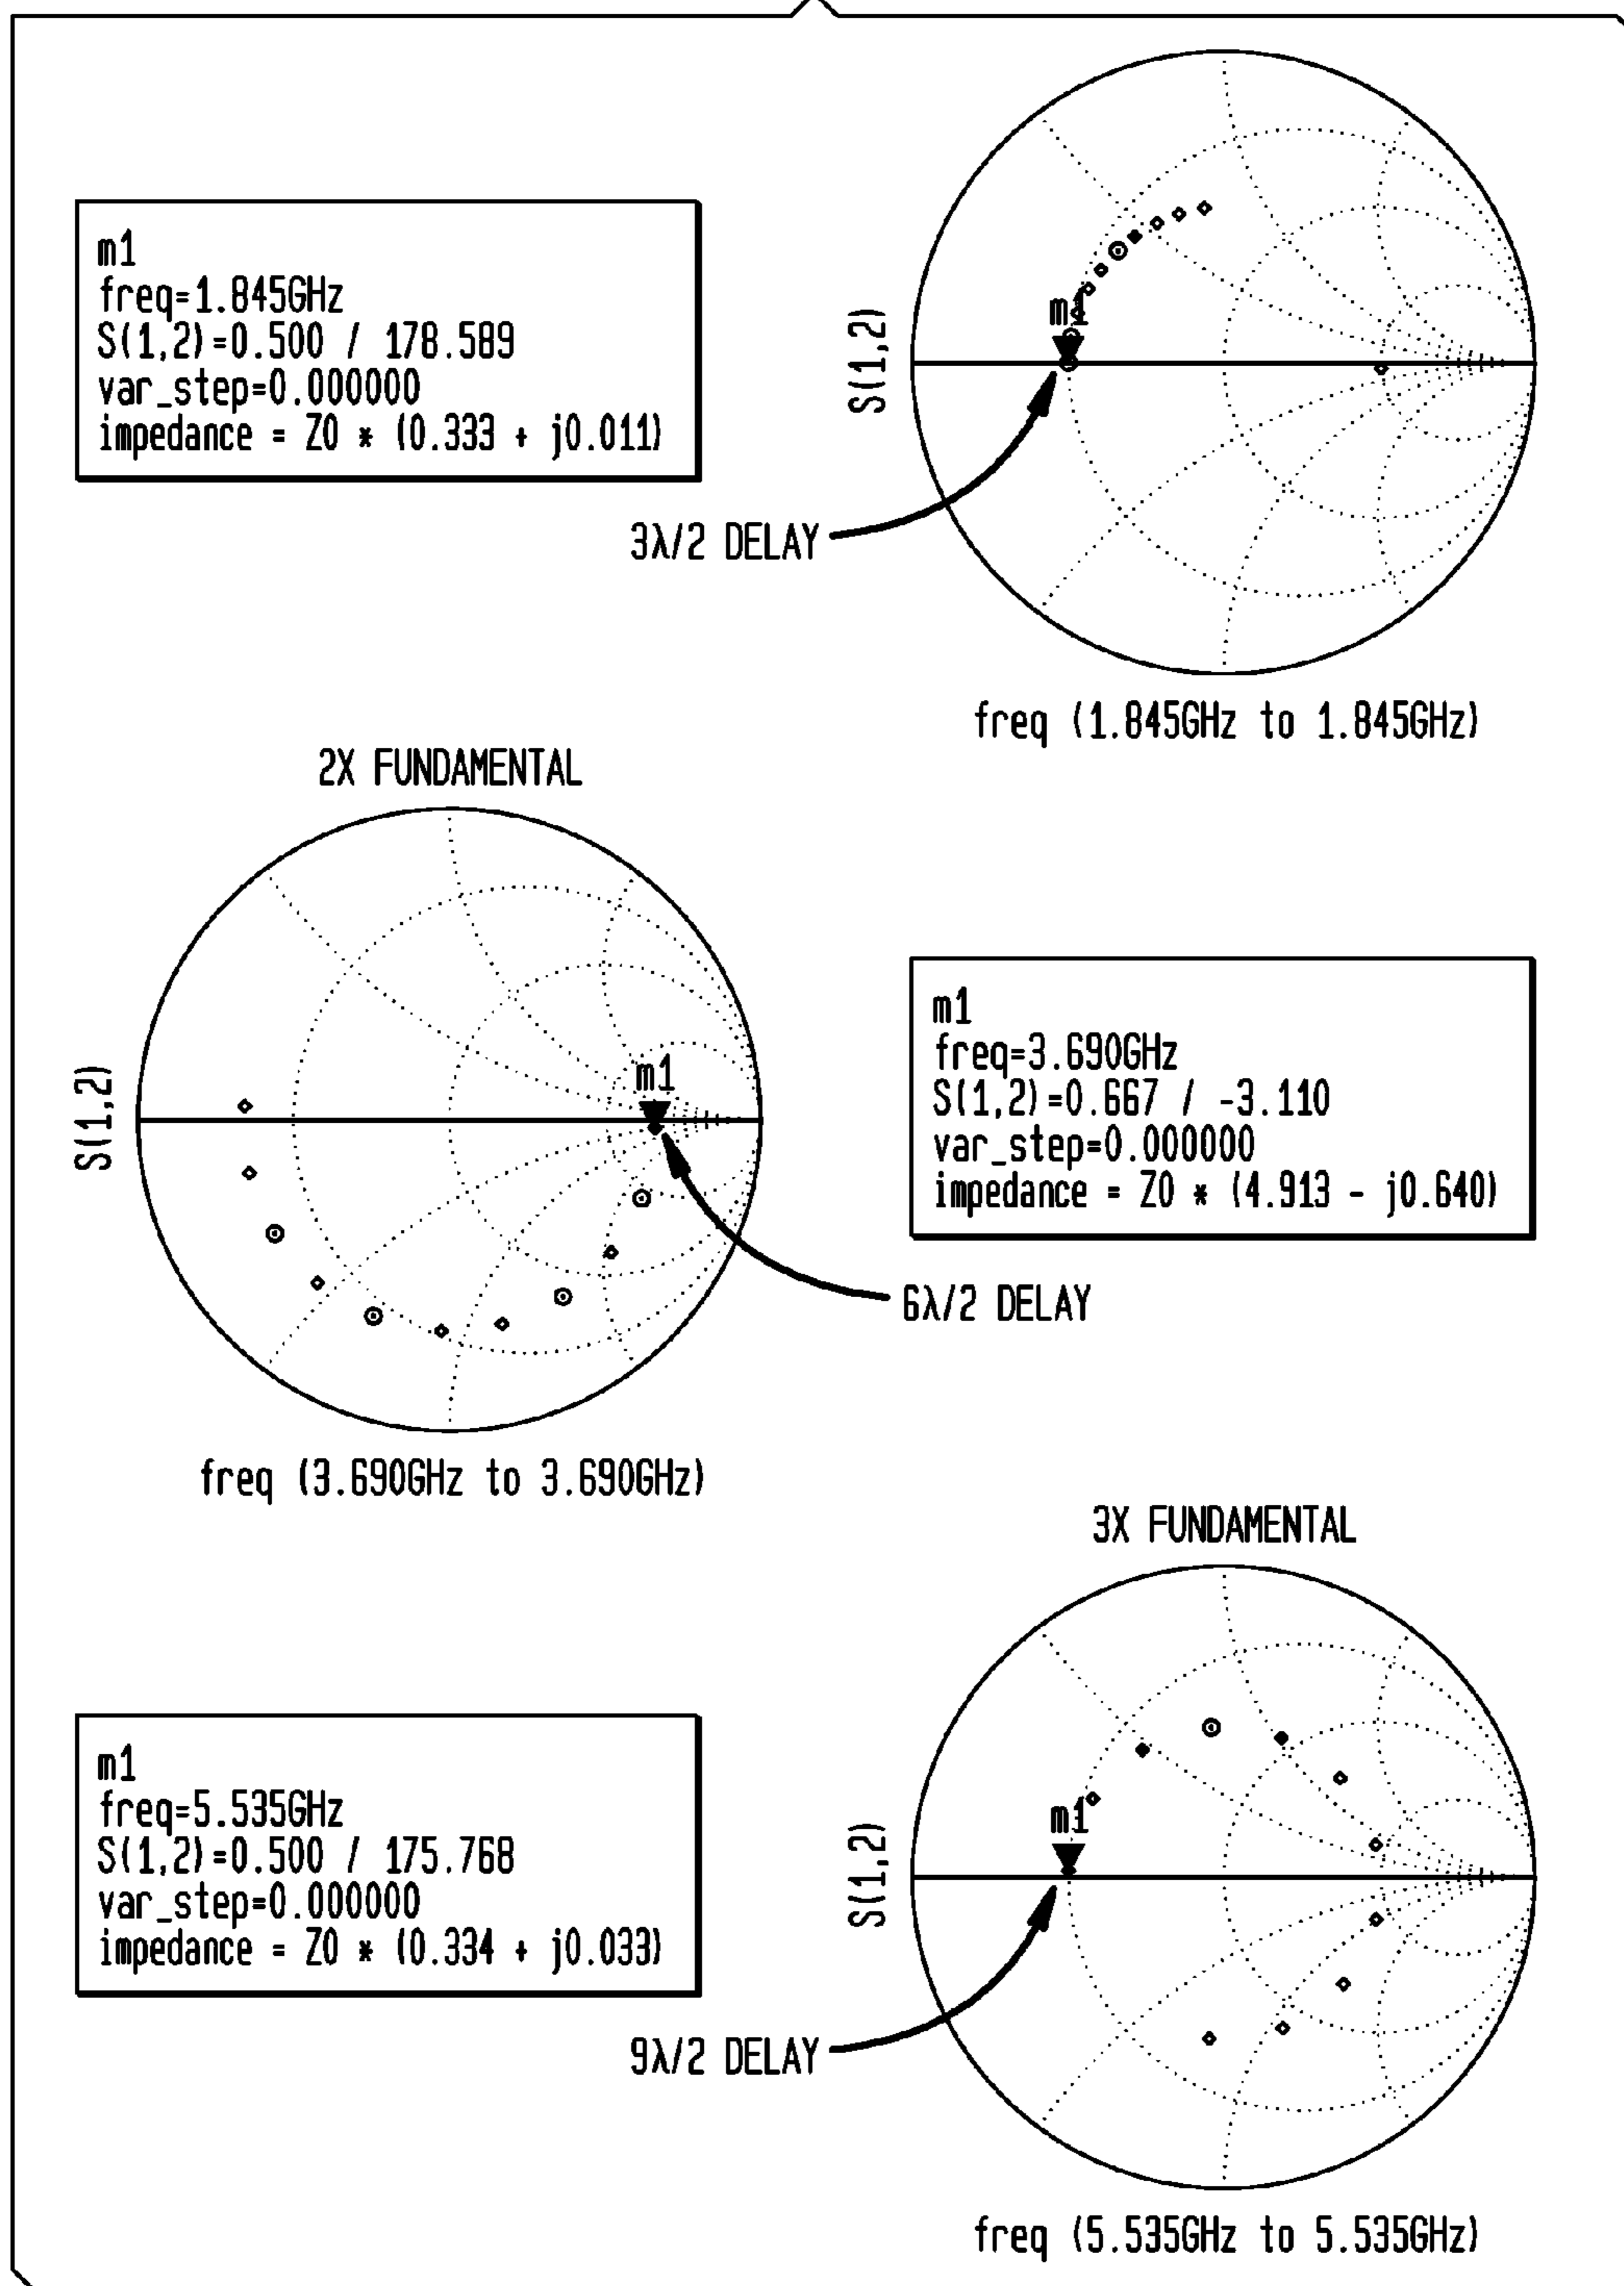 m1
freq=1.845GHz
S(1,2)=0.500 / 178.589
var_step=0.000000
impedance = Z0 * (0.333 + j0.011)
S(1,2)
m1
3λ/2 DELAY
freq (1.845GHz to 1.845GHz)
2X FUNDAMENTAL
S(1,2)
m1
m1
freq=3.690GHz
S(1,2)=0.667 / -3.110
var_step=0.000000
impedance = Z0 * (4.913 - j0.640)
6λ/2 DELAY
freq (3.690GHz to 3.690GHz)
3X FUNDAMENTAL
m1
freq=5.535GHz
S(1,2)=0.500 / 175.768
var_step=0.000000
impedance = Z0 * (0.334 + j0.033)
S(1,2)
m1
9λ/2 DELAY
freq (5.535GHz to 5.535GHz)